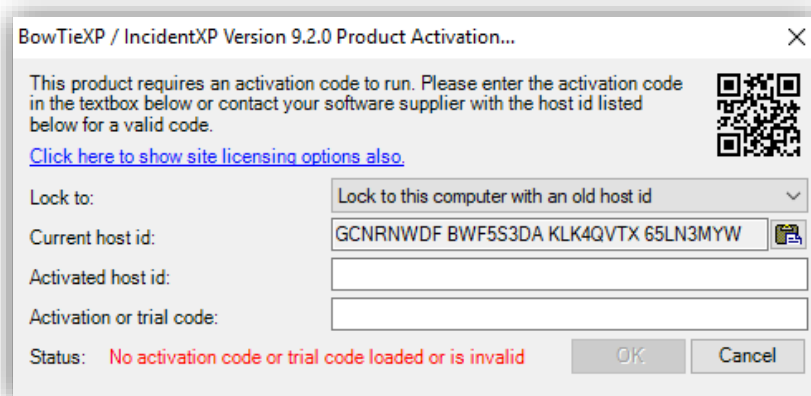 BowTieXP / IncidentXP Version 9.2.0 Product Activation...
This product requires an activation code to run. Please enter the activation code
in the textbox below or contact your software supplier with the host id listed
below for a valid code.
Click here to show site licensing options also.
Lock to: Lock to this computer with an old host id
Current host id: GCNRNWDF BWF5S3DA KLK4QVTX 65LN3MYW
Activated host id:
Activation or trial code:
Status: No activation code or trial code loaded or is invalid OK Cancel